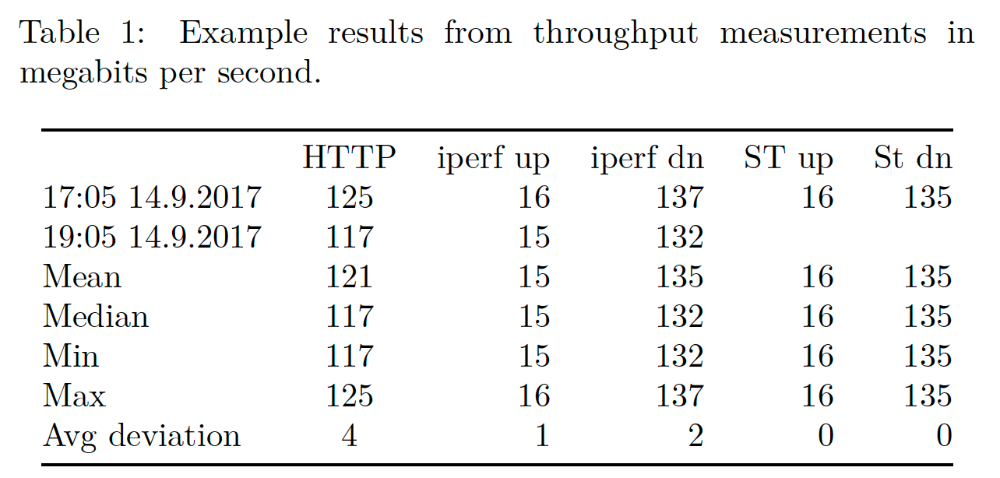 Table 1: Example results from throughput measurements in
megabits per second.
HTTP iperf up iperf dn ST up St dn
17:05 14.9.2017 125 16 137 16 135
19:05 14.9.2017 117 15 132
Mean 121 15 135 16 135
Median 117 15 132 16 135
Min 117 15 132 16 135
Max 125 16 137 16 135
Avg deviation 4 1 2 0 0